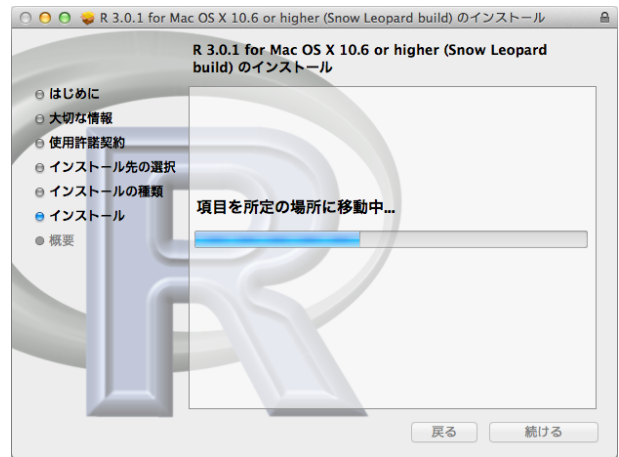 R 3.0.1 for Mac OS X 10.6 or higher (Snow Leopard build) のインストール
R 3.0.1 for Mac OS X 10.6 or higher (Snow Leopard
build) のインストール
はじめに
大切な情報
使用許諾契約
インストール先の選択
インストールの種類
インストール
概要
項目を所定の場所に移動中...
戻る
続ける